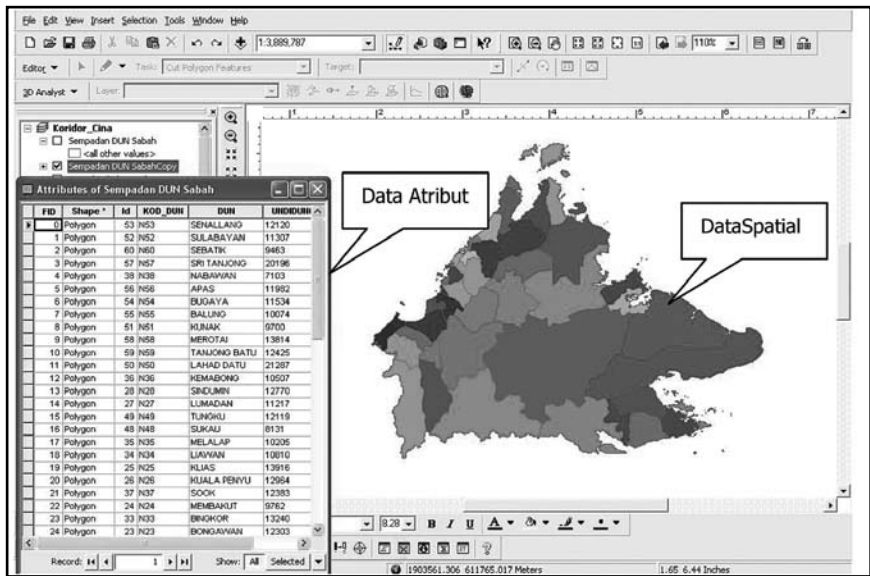 File Edit View Insert Selection Tools Window Help
1:3,889,787
110%
Editor Task: Cut Polygon Features Target:
3D Analyst Layer:
Koridor_Cina
Sempadan DUN Sabah
<all other values>
Sempadan DUN SabahCopy
1 2 3 4 5 6 7
Attributes of Sempadan DUN Sabah
FID Shape* Id KOD_DUN DUN
0 Polygon 53 N53 SENALLANG 12120
1 Polygon 52 N52 SULABAYAN 11307
2 Polygon 60 N60 SEBATIK 9463
3 Polygon 57 N57 SRI TANJONG 20196
4 Polygon 38 N38 NABAWAN 7103
5 Polygon 56 N56 APAS 11982
6 Polygon 54 N54 BUGAYA 11534
7 Polygon 55 N55 BALUNG 10074
8 Polygon 51 N51 KUNAK 9700
9 Polygon 58 N58 MEROTAI 13814
10 Polygon 59 N59 TANJONG BATU 12425
11 Polygon 50 N50 LAHAD DATU 21287
12 Polygon 36 N36 KEMABONG 10507
13 Polygon 28 N28 SINDUMIN 12770
14 Polygon 27 N27 LUMADAN 11217
15 Polygon 49 N49 TUNGKU 12119
16 Polygon 48 N48 SUKAU 8131
17 Polygon 35 N35 MELALAP 10205
18 Polygon 34 N34 LIAWAN 10810
19 Polygon 25 N25 KLIAS 13916
20 Polygon 26 N26 KUALA PENYU 12964
21 Polygon 37 N37 SOOK 12383
22 Polygon 24 N24 MEMBAKUT 9762
23 Polygon 33 N33 BINGKOR 13240
24 Polygon 23 N23 BONGAWAN 12303
Record: 1 Show: All Selected
Data Atribut
DataSpatial
8.28 B I U A
1903561.306 611765.017 Meters 1.65 6.44 Inches